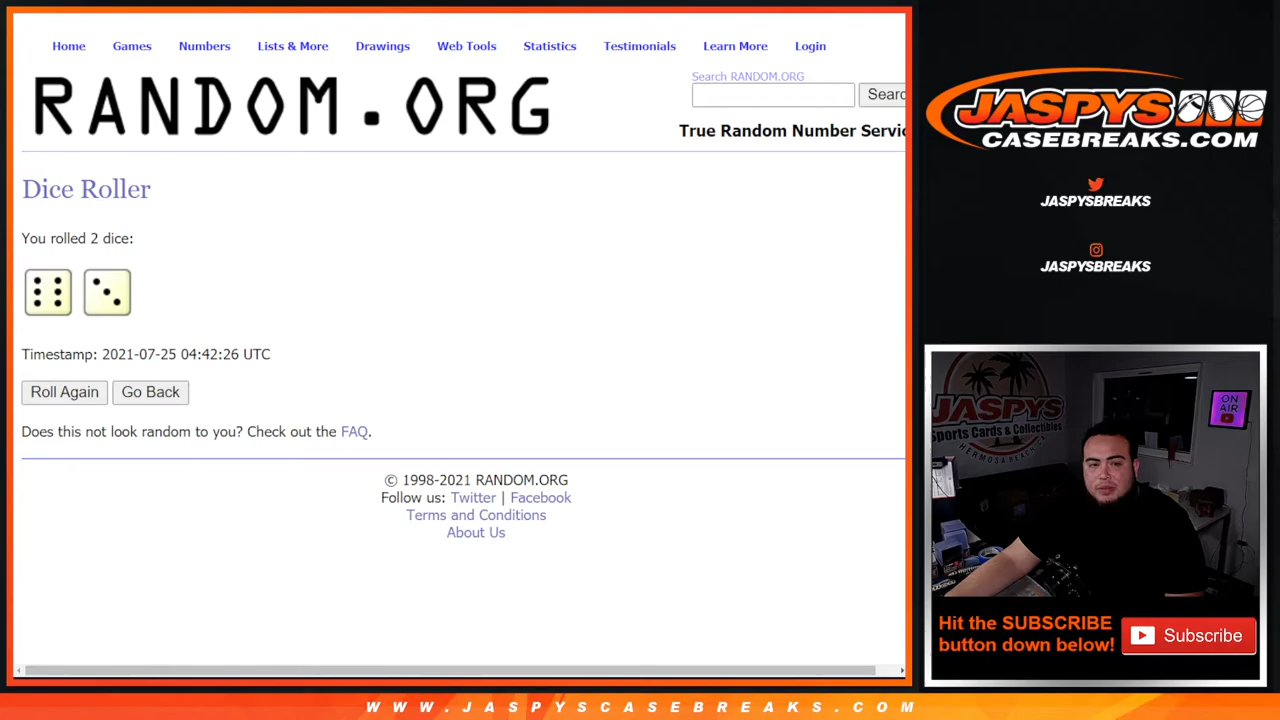 Home Games Numbers Lists & More Drawings Web Tools Statistics Testimonials Learn More Login
RANDOM.ORG
Search RANDOM.ORG
Searc
True Random Number Servic
Dice Roller
You rolled 2 dice:
Timestamp: 2021-07-25 04:42:26 UTC
Roll Again Go Back
Does this not look random to you? Check out the FAQ.
© 1998-2021 RANDOM.ORG
Follow us: Twitter | Facebook
Terms and Conditions
About Us
JASPYS
CASEBREAKS.COM
JASPYSBREAKS
JASPYSBREAKS
JASPYS
Sports Cards & Collectibles
HERMOSA BEACH
ON
AIR
Hit the SUBSCRIBE
button down below!
Subscribe
WWW.JASPYSCASEBREAKS.COM